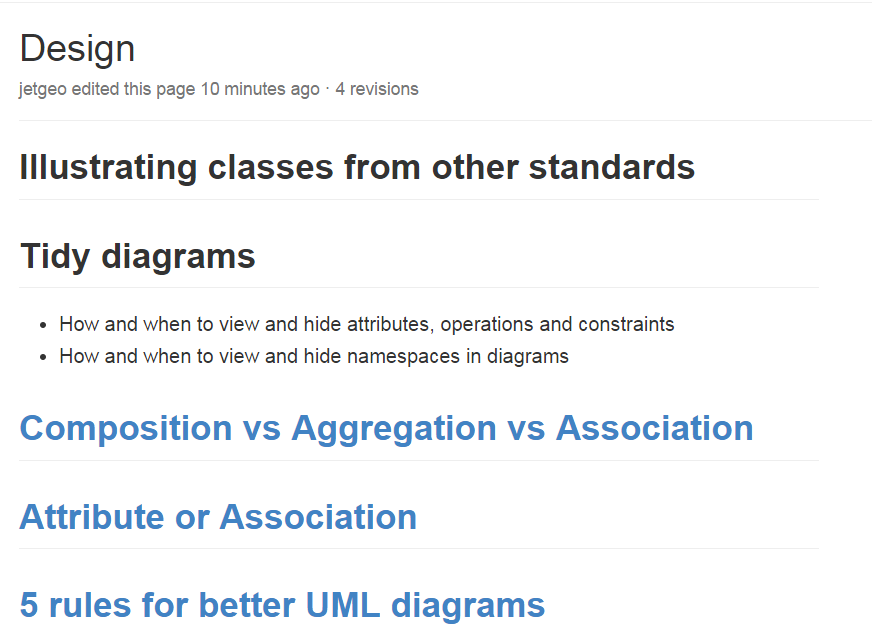 Design
jetgeo edited this page 10 minutes ago · 4 revisions
Illustrating classes from other standards
Tidy diagrams
• How and when to view and hide attributes, operations and constraints
• How and when to view and hide namespaces in diagrams
Composition vs Aggregation vs Association
Attribute or Association
5 rules for better UML diagrams